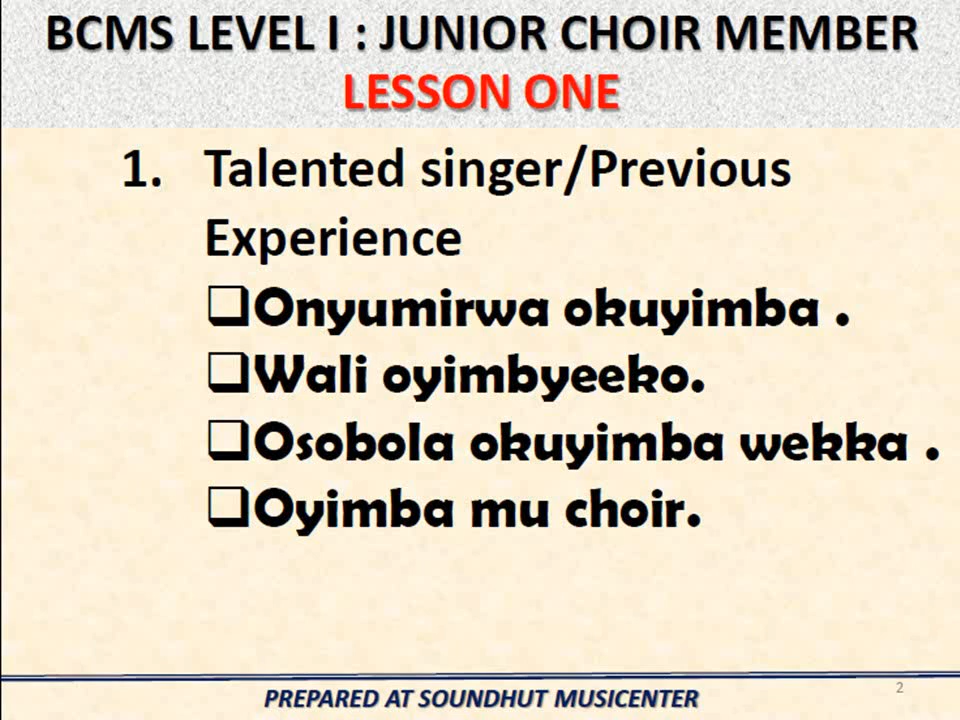 BCMS LEVEL I : JUNIOR CHOIR MEMBER
LESSON ONE
1. Talented singer/Previous
Experience
❑Onyumirwa okuyimba .
❑Wali oyimbyeeko.
❑Osobola okuyimba wekka .
❑Oyimba mu choir.
PREPARED AT SOUNDHUT MUSICENTER
2